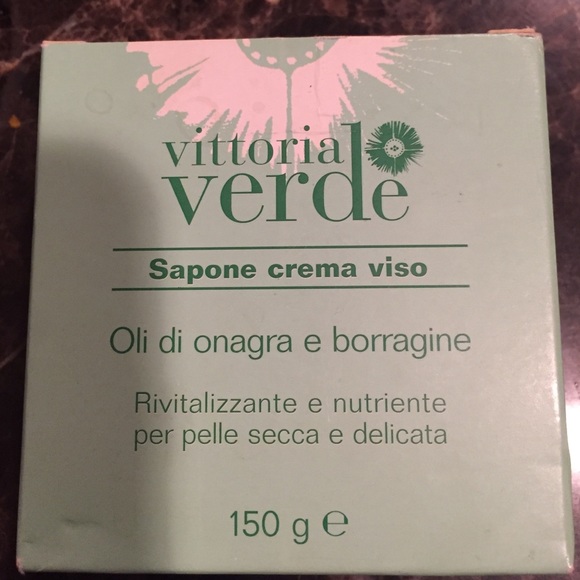 vittoria
verde
Sapone crema viso
Oli di onagra e borragine
Rivitalizzante e nutriente
per pelle secca e delicata
150 g ℮